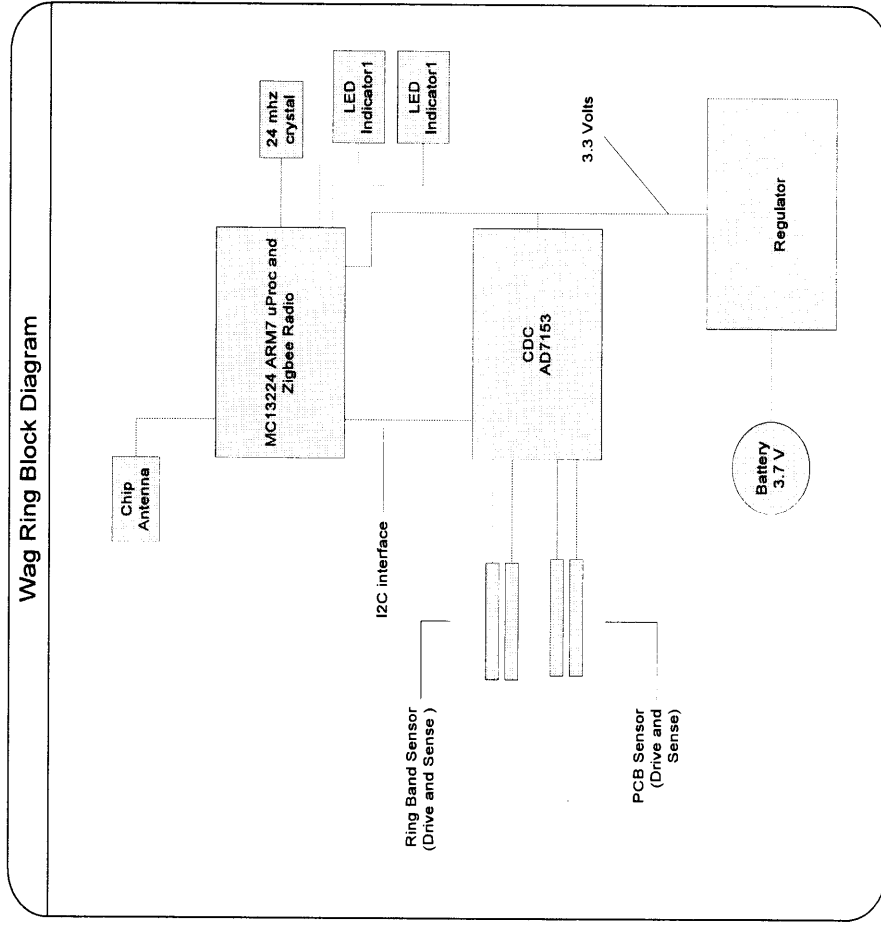 Wag Ring Block Diagram
Chip
Antenna
MC13224 ARM7 uProc and
Zigbee Radio
24 mhz
crystal
LED
Indicator1
LED
Indicator1
I2C interface
Ring Band Sensor
(Drive and Sense )
CDC
AD7153
3.3 Volts
PCB Sensor
(Drive and
Sense)
Battery
3.7 V
Regulator